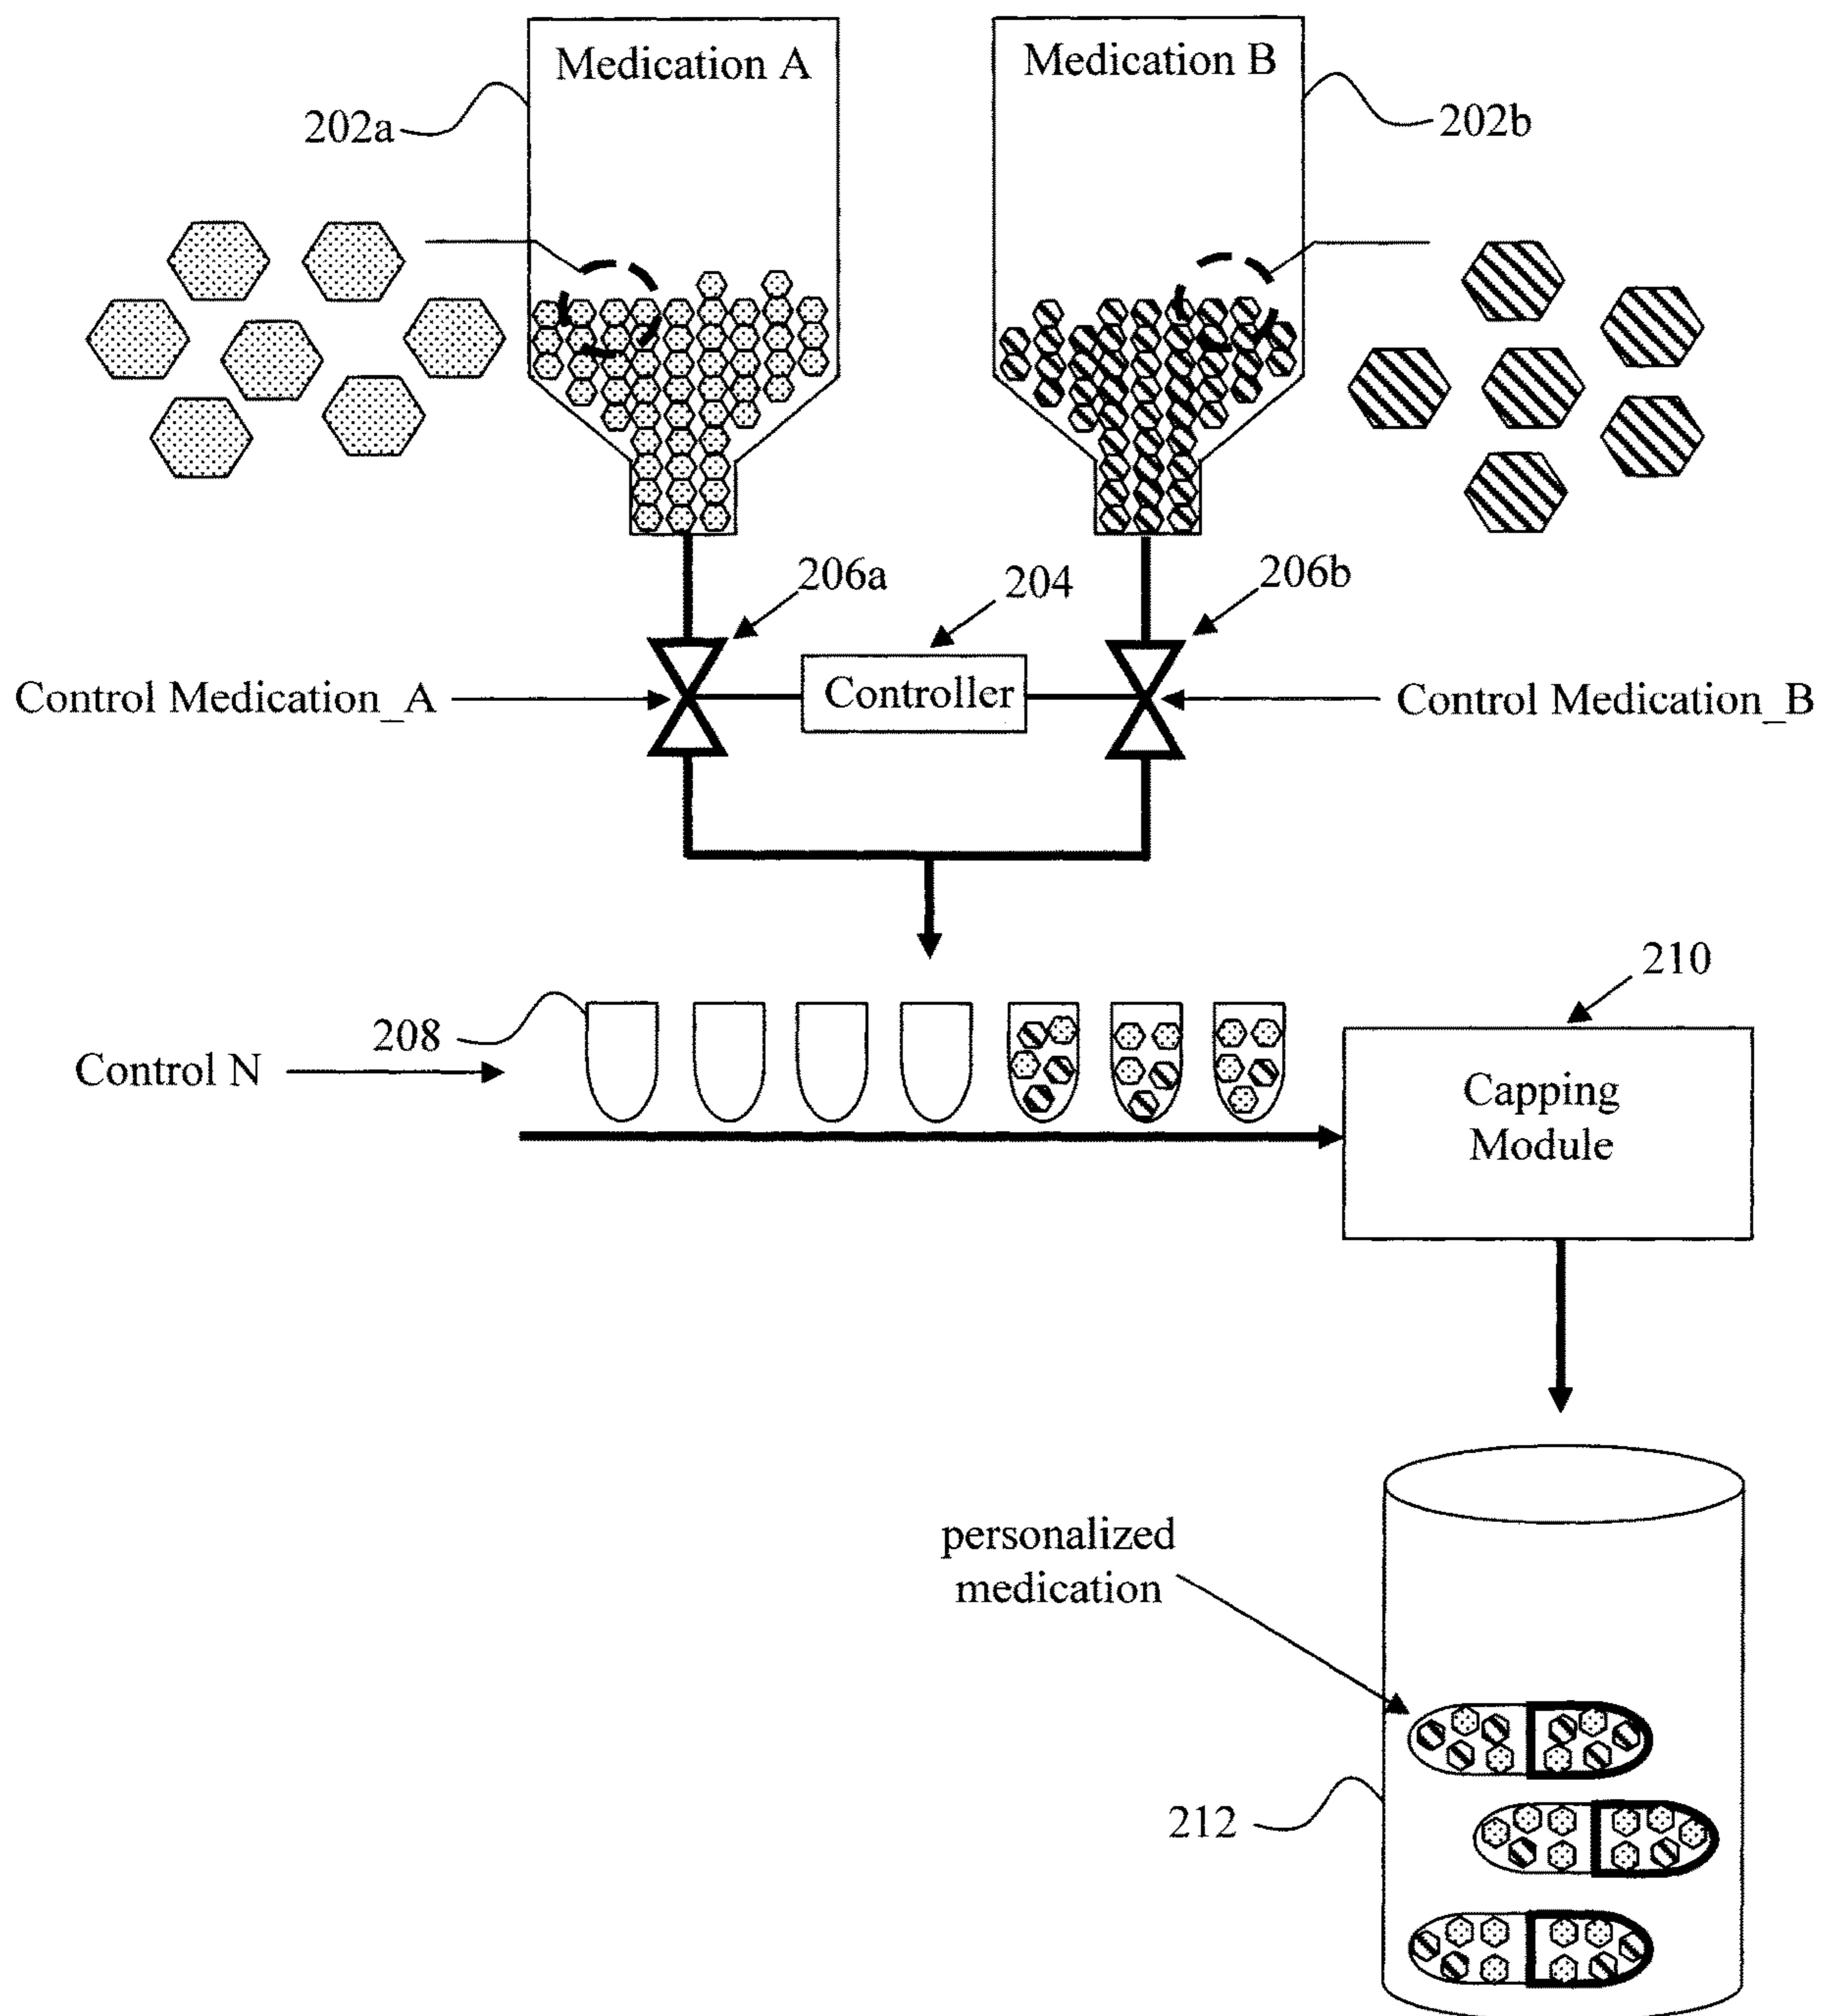 Medication A
Medication B
202a
202b
206a
204
206b
Control Medication_A
Controller
Control Medication_B
210
208
Control N
Capping
Module
personalized
medication
212